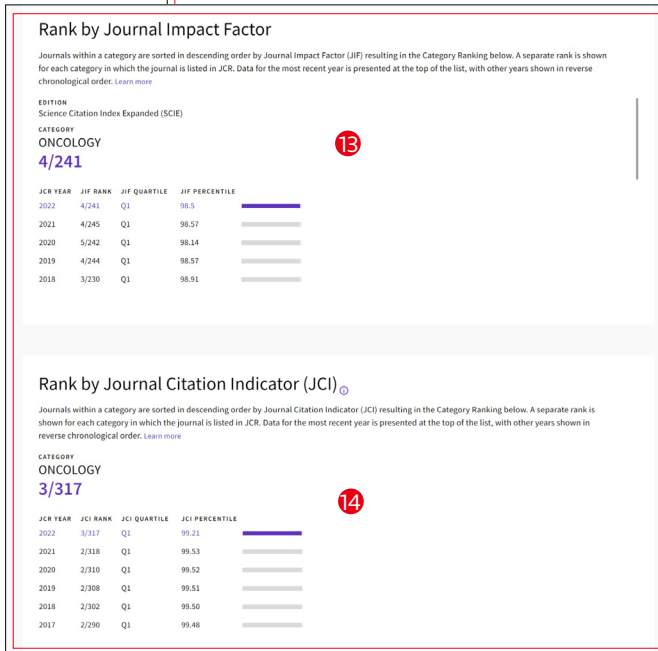 Rank by Journal Impact Factor
Journals within a category are sorted in descending order by Journal Impact Factor (JIF) resulting in the Category Ranking below. A separate rank is shown
for each category in which the journal is listed in JCR. Data for the most recent year is presented at the top of the list, with other years shown in reverse
chronological order. Learn more
EDITION
Science Citation Index Expanded (SCIE)
CATEGORY
ONCOLOGY
13
4/241
JCR YEAR JIF RANK JIF QUARTILE JIF PERCENTILE
2022 4/241 Q1 98.5
2021 4/245 Q1 98.57
2020 5/242 Q1 98.14
2019 4/244 Q1 98.57
2018 3/230 Q1 98.91
Rank by Journal Citation Indicator (JCI)
Journals within a category are sorted in descending order by Journal Citation Indicator (JCI) resulting in the Category Ranking below. A separate rank is
shown for each category in which the journal is listed in JCR. Data for the most recent year is presented at the top of the list, with other years shown in
reverse chronological order. Learn more
CATEGORY
ONCOLOGY
3/317
14
JCR YEAR JCI RANK JCI QUARTILE JCI PERCENTILE
2022 3/317 Q1 99.21
2021 2/318 Q1 99.53
2020 2/310 Q1 99.52
2019 2/308 Q1 99.51
2018 2/302 Q1 99.50
2017 2/290 Q1 99.48